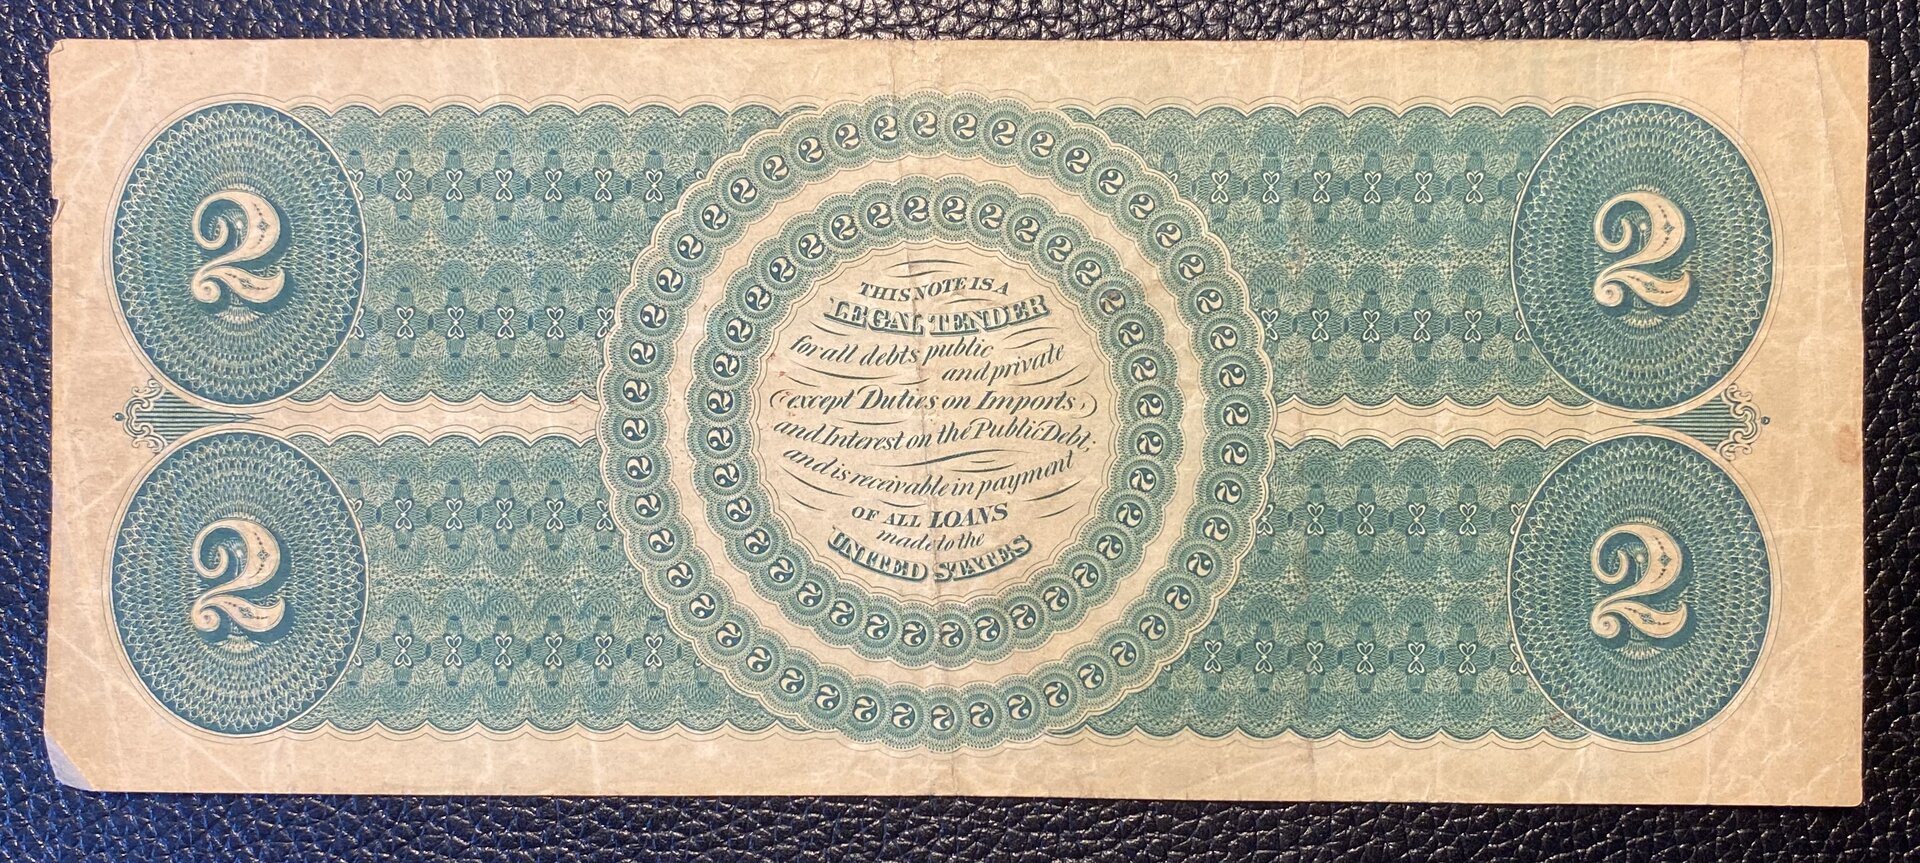 2 2
THIS NOTE IS A
LEGAL TENDER
for all debts public
and private
(except Duties on Imports,)
and Interest on the Public Debt;
and is receivable in payment
OF ALL LOANS
made to the
UNITED STATES
2 2